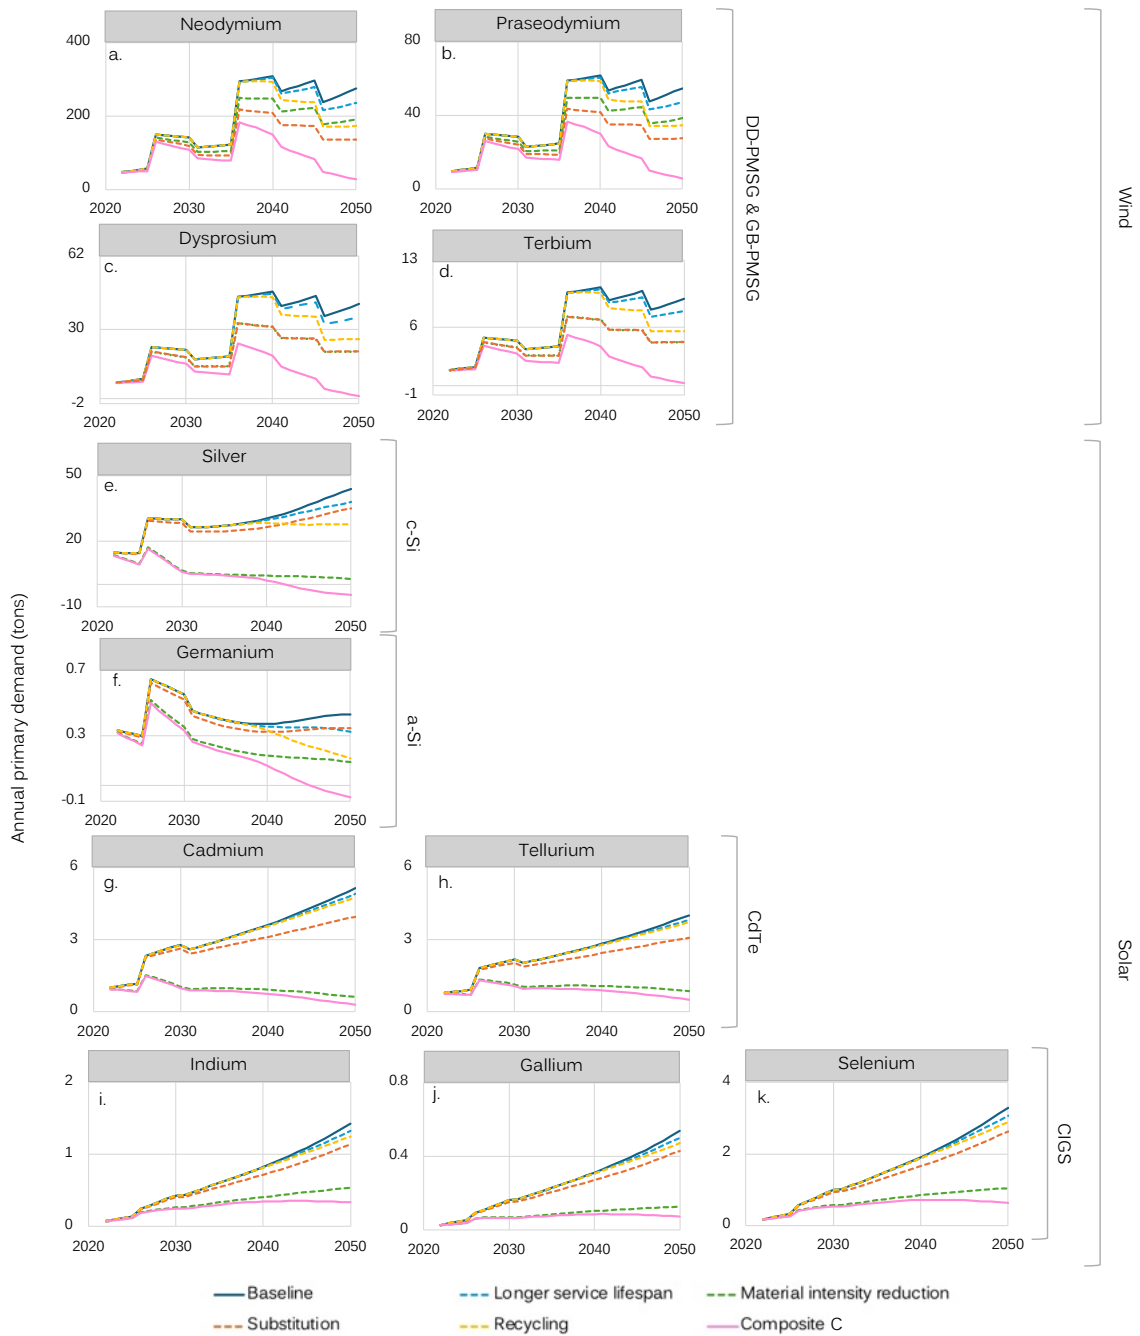 Neodymium
Praseodymium
400
200
0
a.
2020
2030
2040
2050
80
40
0
b.
2020
2030
2040
2050
Dysprosium
Terbium
62
30
-2
c.
2020
2030
2040
2050
13
6
-1
d.
2020
2030
2040
2050
DD-PMSG & GB-PMSG
Wind
Silver
50
20
-10
e.
2020
2030
2040
2050
c-Si
Germanium
0.7
0.3
-0.1
f.
2020
2030
2040
2050
a-Si
Annual primary demand (tons)
Cadmium
Tellurium
6
3
0
g.
2020
2030
2040
2050
6
3
0
h.
2020
2030
2040
2050
CdTe
Solar
Indium
Gallium
Selenium
2
1
0
i.
2020
2030
2040
2050
0.8
0.4
0
j.
2020
2030
2040
2050
4
2
0
k.
2020
2030
2040
2050
CIGS
Baseline
Longer service lifespan
Material intensity reduction
Substitution
Recycling
Composite C